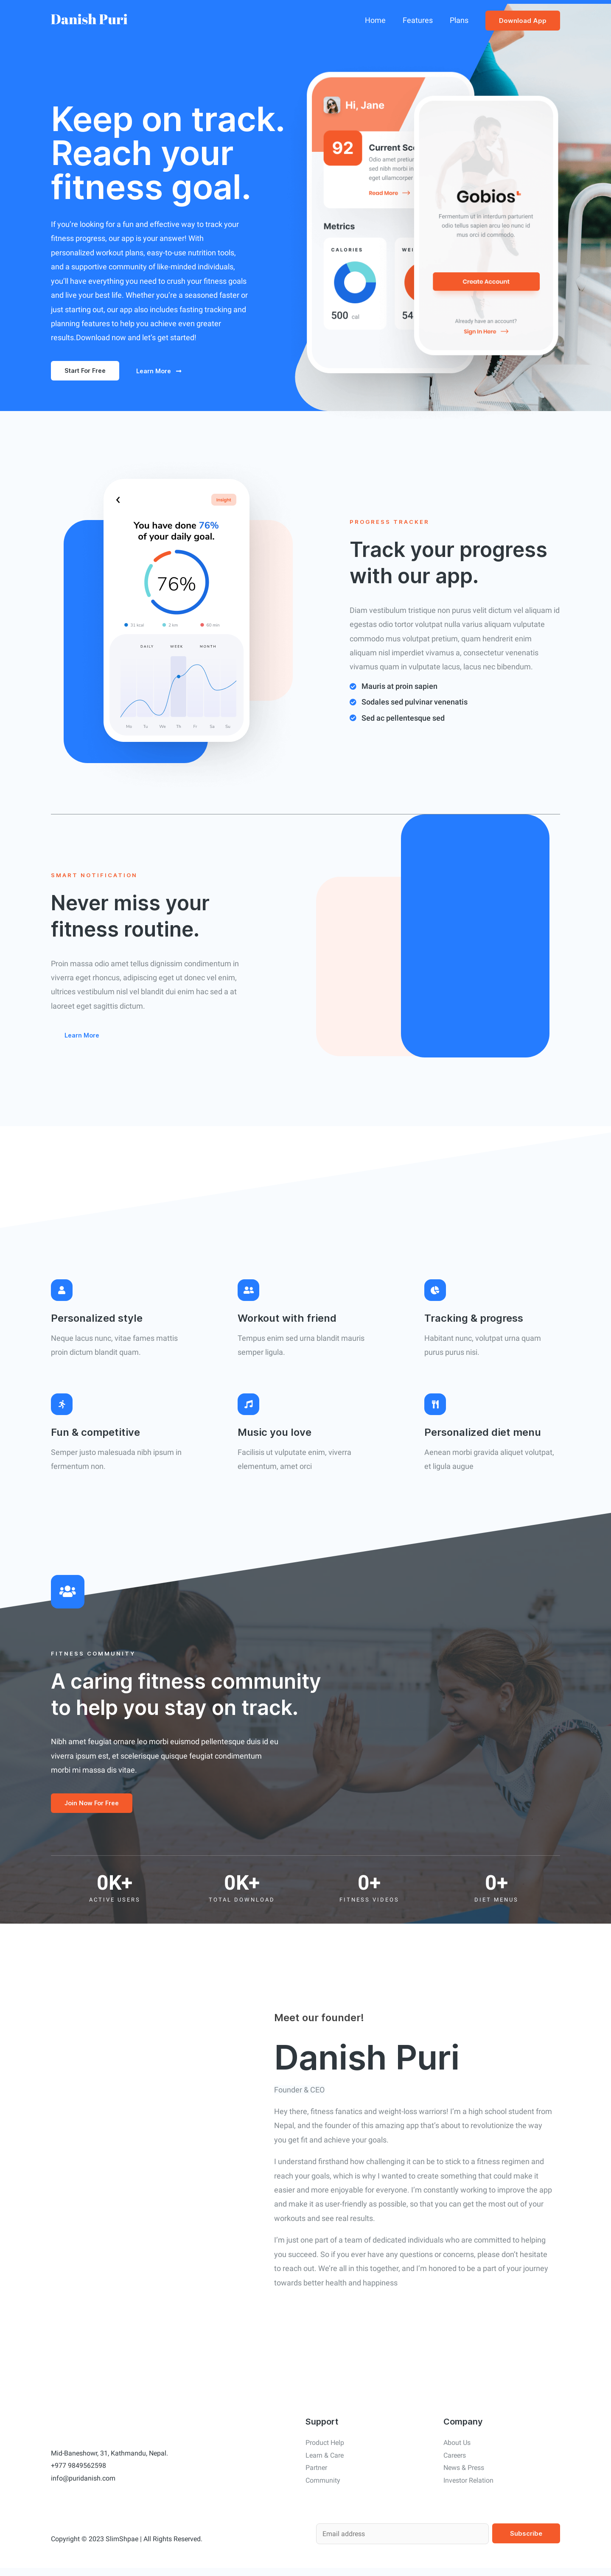 Danish Puri
Home
Features
Plans
Download App
Keep on track.
Reach your
fitness goal.
If you're looking for a fun and effective way to track your
fitness progress, our app is your answer! With
personalized workout plans, easy-to-use nutrition tools,
and a supportive community of like-minded individuals,
you'll have everything you need to crush your fitness goals
and live your best life. Whether you're a seasoned faster or
just starting out, our app also includes fasting tracking and
planning features to help you achieve even greater
results.Download now and let's get started!
Start For Free
Learn More
Hi, Jane
92
Current Sco
Odio amet pretiu
sed nibh morbi in
eget ullamcorper
Read More
Metrics
CALORIES
WEI
500 cal
54
Gobios
Fermentum at in interdum parturient
odio tellus sapien arcu leo nunc id
mus orci id commodo.
Create Account
Already have an account?
Sign In Here
Insight
You have done 76%
of your daily goal.
76%
31 kcal
2 km
60 min
DAILY
WEEK
MONTH
Mo
Tu
We
Th
Fr
Sa
Su
PROGRESS TRACKER
Track your progress
with our app.
Diam vestibulum tristique non purus velit dictum vel aliquam id
egestas odio tortor volutpat nulla varius aliquam vulputate
commodo mus volutpat pretium, quam hendrerit enim
aliquam nisl imperdiet vivamus a, consectetur venenatis
vivamus quam in vulputate lacus, lacus nec bibendum.
Mauris at proin sapien
Sodales sed pulvinar venenatis
Sed ac pellentesque sed
SMART NOTIFICATION
Never miss your
fitness routine.
Proin massa odio amet tellus dignissim condimentum in
viverra eget rhoncus, adipiscing eget ut donec vel enim,
ultrices vestibulum nisl vel blandit dui enim hac sed a at
laoreet eget sagittis dictum.
Learn More
Personalized style
Neque lacus nunc, vitae fames mattis
proin dictum blandit quam.
Workout with friend
Tempus enim sed urna blandit mauris
semper ligula.
Tracking & progress
Habitant nunc, volutpat urna quam
purus purus nisi.
Fun & competitive
Semper justo malesuada nibh ipsum in
fermentum non.
Music you love
Facilisis ut vulputate enim, viverra
elementum, amet orci
Personalized diet menu
Aenean morbi gravida aliquet volutpat,
et ligula augue
FITNESS COMMUNITY
A caring fitness community
to help you stay on track.
Nibh amet feugiat ornare leo morbi euismod pellentesque duis id eu
viverra ipsum est, et scelerisque quisque feugiat condimentum
morbi mi massa dis vitae.
Join Now For Free
0K+
ACTIVE USERS
0K+
TOTAL DOWNLOAD
0+
FITNESS VIDEOS
0+
DIET MENUS
Meet our founder!
Danish Puri
Founder & CEO
Hey there, fitness fanatics and weight-loss warriors! I'm a high school student from
Nepal, and the founder of this amazing app that's about to revolutionize the way
you get fit and achieve your goals.
I understand firsthand how challenging it can be to stick to a fitness regimen and
reach your goals, which is why I wanted to create something that could make it
easier and more enjoyable for everyone. I'm constantly working to improve the app
and make it as user-friendly as possible, so that you can get the most out of your
workouts and see real results.
I'm just one part of a team of dedicated individuals who are committed to helping
you succeed. So if you ever have any questions or concerns, please don't hesitate
to reach out. We're all in this together, and I'm honored to be a part of your journey
towards better health and happiness
Mid-Baneshowr, 31, Kathmandu, Nepal.
+977 9849562598
info@puridanish.com
Support
Product Help
Learn & Care
Partner
Community
Company
About Us
Careers
News & Press
Investor Relation
Copyright © 2023 SlimShpae | All Rights Reserved.
Email address
Subscribe